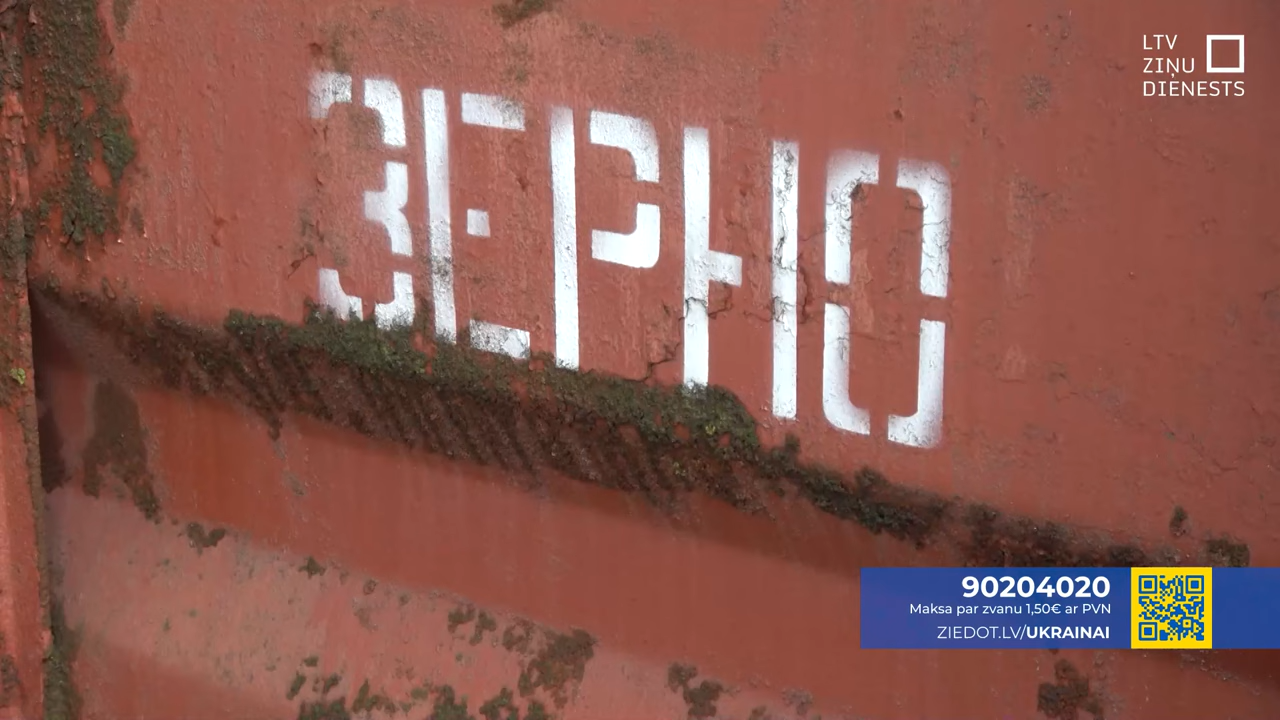 LTV
ZIŅU
DIENESTS
ЗЕРНО
90204020
Maksa par zvanu 1,50€ ar PVN
ZIEDOT.LV/UKRAINAI